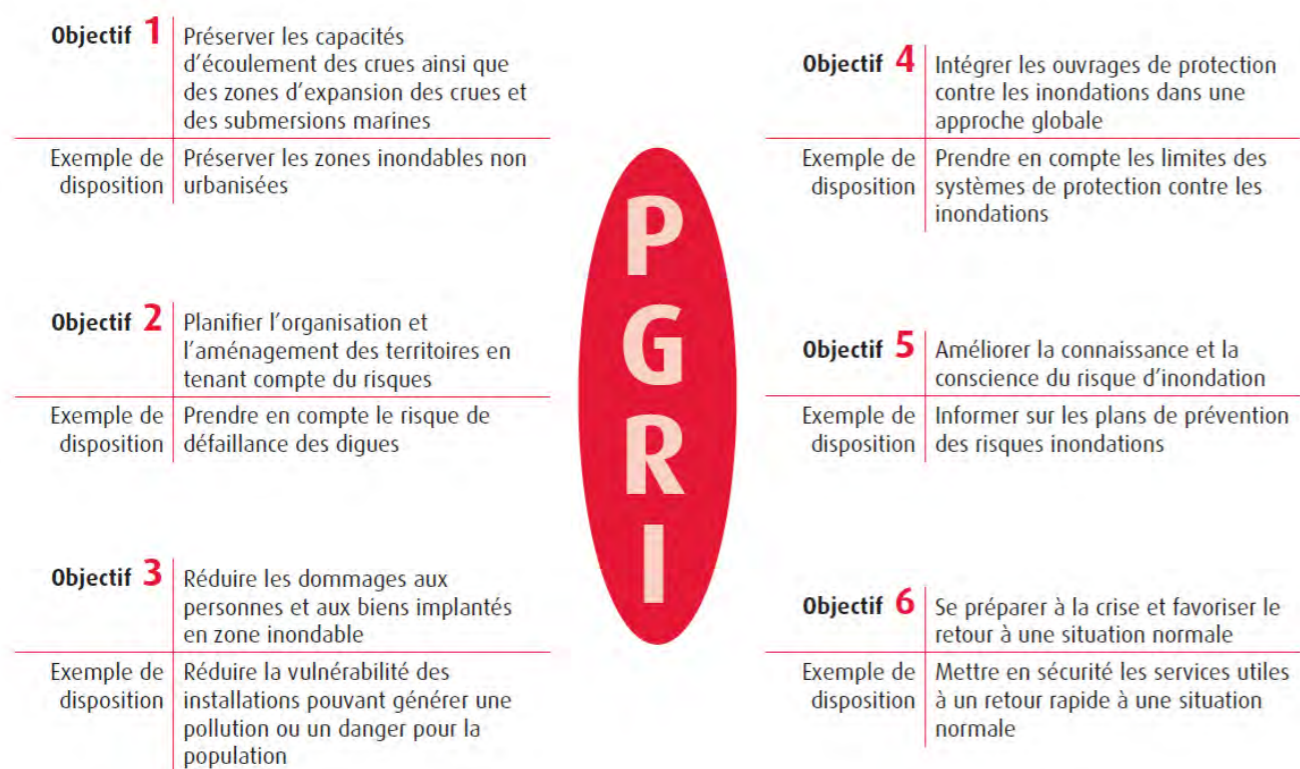 Objectif 1
Préserver les capacités
d'écoulement des crues ainsi que
des zones d'expansion des crues et
des submersions marines
Exemple de
disposition
Préserver les zones inondables non
urbanisées
Objectif 2
Planifier l'organisation et
l'aménagement des territoires en
tenant compte du risques
Exemple de
disposition
Prendre en compte le risque de
défaillance des digues
Objectif 3
Réduire les dommages aux
personnes et aux biens implantés
en zone inondable
Exemple de
disposition
Réduire la vulnérabilité des
installations pouvant générer une
pollution ou un danger pour la
population
P
G
R
I
Objectif 4
Intégrer les ouvrages de protection
contre les inondations dans une
approche globale
Exemple de
disposition
Prendre en compte les limites des
systèmes de protection contre les
inondations
Objectif 5
Améliorer la connaissance et la
conscience du risque d'inondation
Exemple de
disposition
Informer sur les plans de prévention
des risques inondations
Objectif 6
Se préparer à la crise et favoriser le
retour à une situation normale
Exemple de
disposition
Mettre en sécurité les services utiles
à un retour rapide à une situation
normale